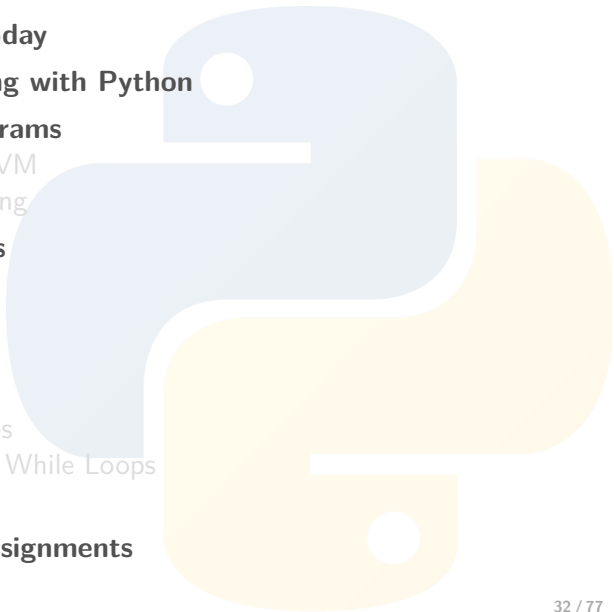 day
g with Python
rams
VM
ng
s
s
While Loops
signments
32 / 77